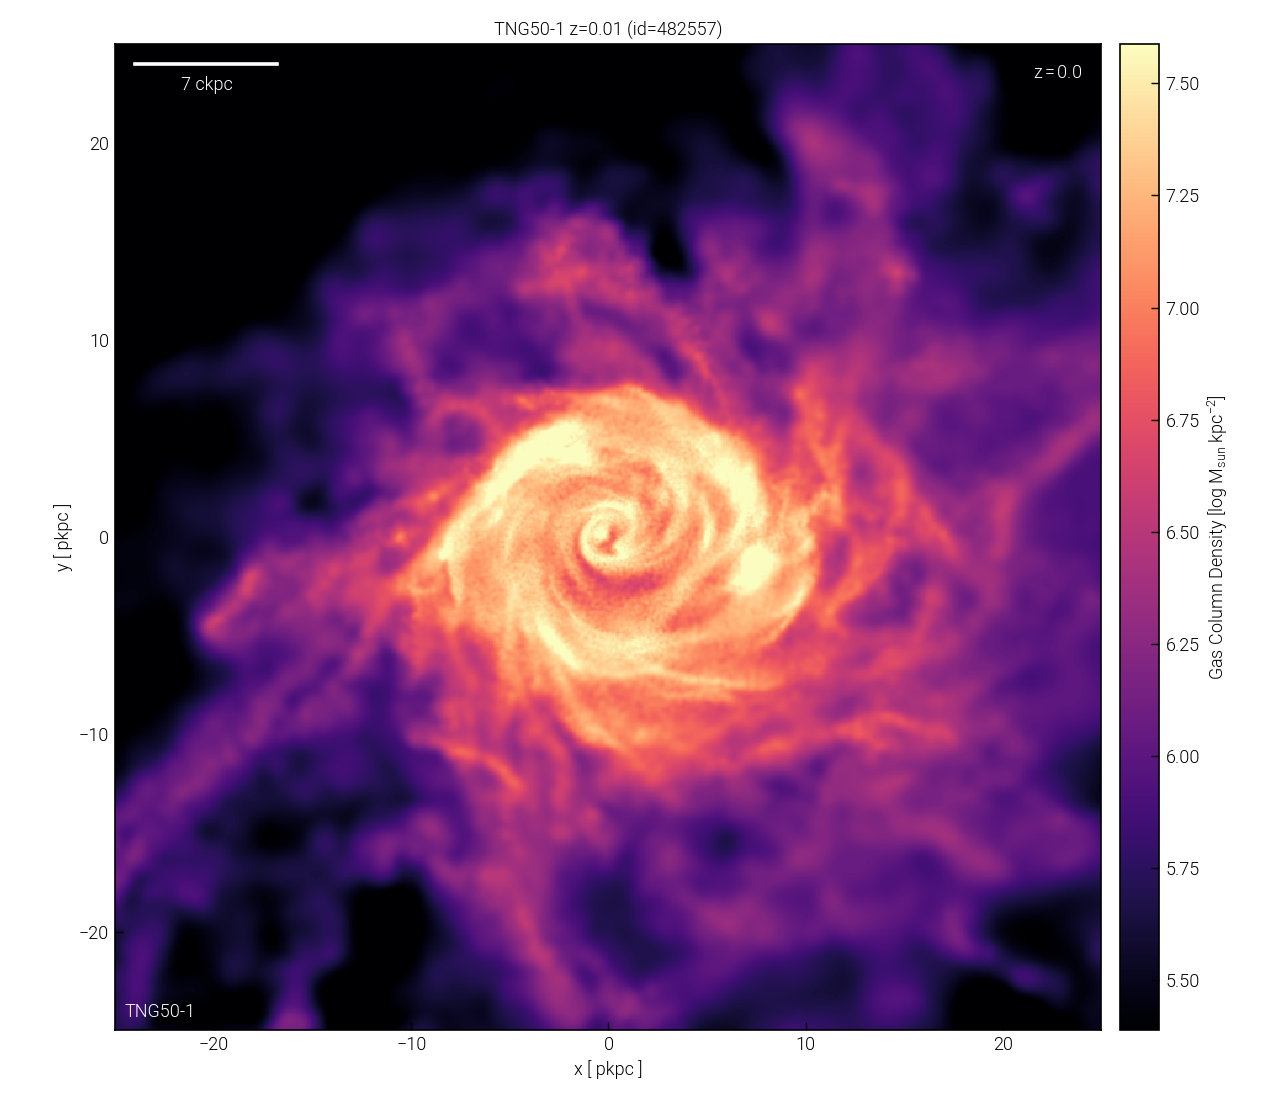 TNG50-1 z=0.01 (id=482557)
7 ckpc
z=0.0
20
10
0
−10
−20
y [ pkpc ]
TNG50-1
−20
−10
0
10
20
x [ pkpc ]
7.50
7.25
7.00
6.75
6.50
6.25
6.00
5.75
5.50
Gas Column Density [log M_sun kpc⁻²]